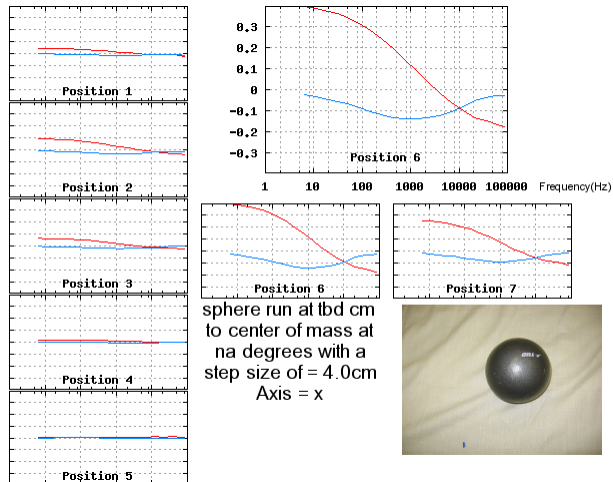 Position 1
Position 2
Position 3
Position 4
Position 5
0.3
0.2
0.1
0
-0.1
-0.2
-0.3
Position 6
1 10 100 1000 10000 100000 Frequency(Hz)
Position 6
Position 7
sphere run at tbd cm
to center of mass at
na degrees with a
step size of = 4.0cm
Axis = x